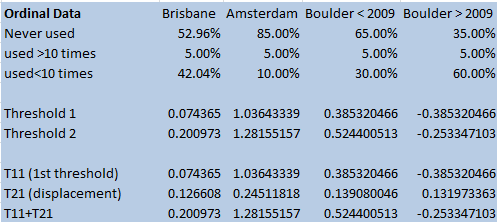 Ordinal Data Brisbane Amsterdam Boulder < 2009 Boulder > 2009
Never used 52.96% 85.00% 65.00% 35.00%
used >10 times 5.00% 5.00% 5.00% 5.00%
used<10 times 42.04% 10.00% 30.00% 60.00%
Threshold 1 0.074365 1.03643339 0.385320466 -0.385320466
Threshold 2 0.200973 1.28155157 0.524400513 -0.253347103
T11 (1st threshold) 0.074365 1.03643339 0.385320466 -0.385320466
T21 (displacement) 0.126608 0.24511818 0.139080046 0.131973363
T11+T21 0.200973 1.28155157 0.524400513 -0.253347103